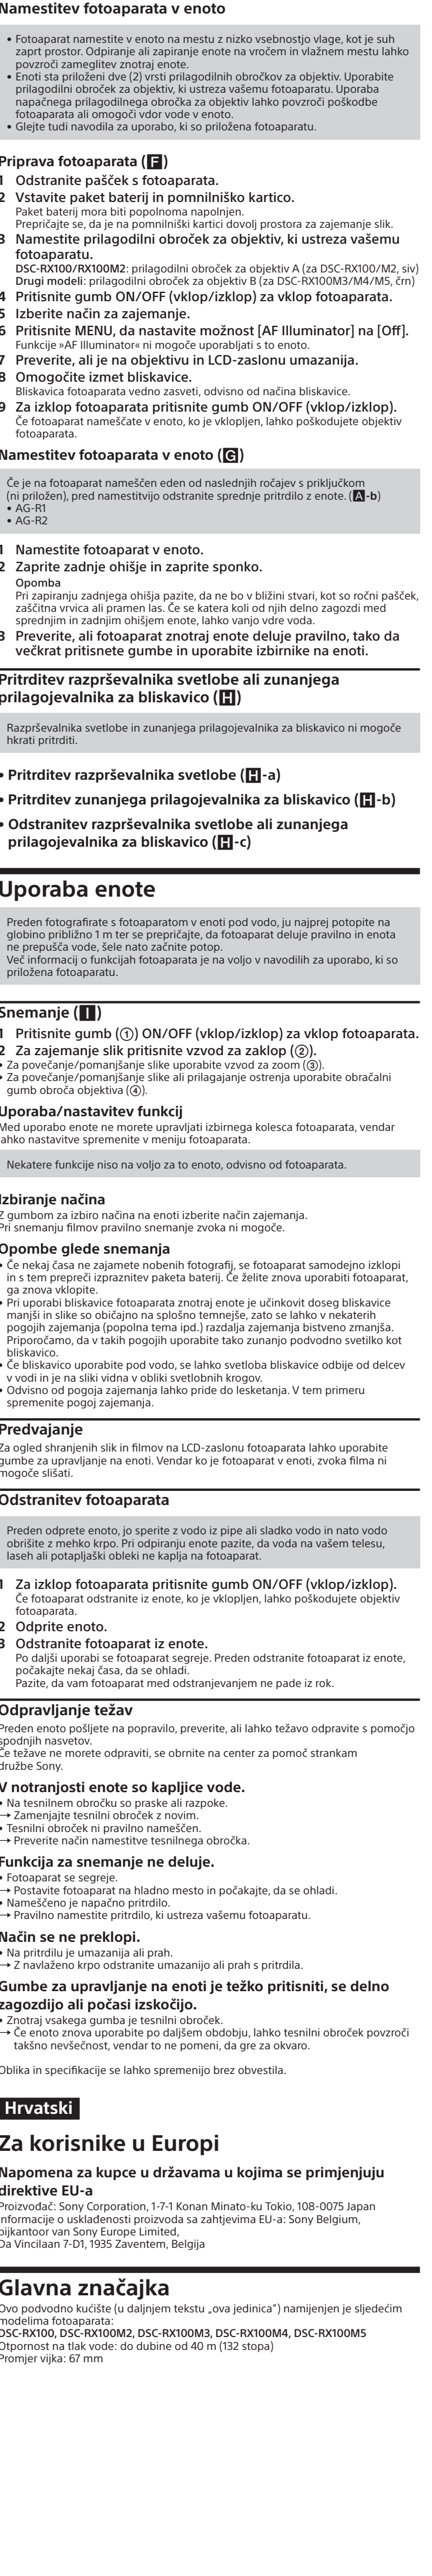 Namestitev fotoaparata v enoto
• Fotoaparat namestite v enoto na mestu z nizko vsebnostjo vlage, kot je suh
zaprt prostor. Odpiranje ali zapiranje enote na vročem in vlažnem mestu lahko
povzroči zameglitev znotraj enote.
• Enoti sta priloženi dve (2) vrsti prilagodilnih obročkov za objektiv. Uporabite
prilagodilni obroček za objektiv, ki ustreza vašemu fotoaparatu. Uporaba
napačnega prilagodilnega obročka za objektiv lahko povzroči poškodbe
fotoaparata ali omogoči vdor vode v enoto.
• Glejte tudi navodila za uporabo, ki so priložena fotoaparatu.
Priprava fotoaparata (F)
1 Odstranite pašček s fotoaparata.
2 Vstavite paket baterij in pomnilniško kartico.
Paket baterij mora biti popolnoma napolnjen.
Prepričajte se, da je na pomnilniški kartici dovolj prostora za zajemanje slik.
3 Namestite prilagodilni obroček za objektiv, ki ustreza vašemu
fotoaparatu.
DSC-RX100/RX100M2: prilagodilni obroček za objektiv A (za DSC-RX100/M2, siv)
Drugi modeli: prilagodilni obroček za objektiv B (za DSC-RX100M3/M4/M5, črn)
4 Pritisnite gumb ON/OFF (vklop/izklop) za vklop fotoaparata.
5 Izberite način za zajemanje.
6 Pritisnite MENU, da nastavite možnost [AF Illuminator] na [Off].
Funkcije »AF Illuminator« ni mogoče uporabljati s to enoto.
7 Preverite, ali je na objektivu in LCD-zaslonu umazanija.
8 Omogočite izmet bliskavice.
Bliskavica fotoaparata vedno zasveti, odvisno od načina bliskavice.
9 Za izklop fotoaparata pritisnite gumb ON/OFF (vklop/izklop).
Če fotoaparat nameščate v enoto, ko je vklopljen, lahko poškodujete objektiv
fotoaparata.
Namestitev fotoaparata v enoto (G)
Če je na fotoaparat nameščen eden od naslednjih ročajev s priključkom
(ni priložen), pred namestitvijo odstranite sprednje pritrdilo z enote. (A-b)
• AG-R1
• AG-R2
1 Namestite fotoaparat v enoto.
2 Zaprite zadnje ohišje in zaprite sponko.
Opomba
Pri zapiranju zadnjega ohišja pazite, da ne bo v bližini stvari, kot so ročni pašček,
zaščitna vrvica ali pramen las. Če se katera koli od njih delno zagozdi med
sprednjim in zadnjim ohišjem enote, lahko vanjo vdre voda.
3 Preverite, ali fotoaparat znotraj enote deluje pravilno, tako da
večkrat pritisnete gumbe in uporabite izbirnike na enoti.
Pritrditev razprševalnika svetlobe ali zunanjega
prilagojevalnika za bliskavico (H)
Razprševalnika svetlobe in zunanjega prilagojevalnika za bliskavico ni mogoče
hkrati pritrditi.
• Pritrditev razprševalnika svetlobe (H-a)
• Pritrditev zunanjega prilagojevalnika za bliskavico (H-b)
• Odstranitev razprševalnika svetlobe ali zunanjega
prilagojevalnika za bliskavico (H-c)
Uporaba enote
Preden fotografirate s fotoaparatom v enoti pod vodo, ju najprej potopite na
globino približno 1 m ter se prepričajte, da fotoaparat deluje pravilno in enota
ne prepušča vode, šele nato začnite potop.
Več informacij o funkcijah fotoaparata je na voljo v navodilih za uporabo, ki so
priložena fotoaparatu.
Snemanje (I)
1 Pritisnite gumb (①) ON/OFF (vklop/izklop) za vklop fotoaparata.
2 Za zajemanje slik pritisnite vzvod za zaklop (②).
• Za povečanje/pomanjšanje slike uporabite vzvod za zoom (③).
• Za povečanje/pomanjšanje slike ali prilagajanje ostrenja uporabite obračalni
gumb obroča objektiva (④).
Uporaba/nastavitev funkcij
Med uporabo enote ne morete upravljati izbirnega kolesca fotoaparata, vendar
lahko nastavitve spremenite v meniju fotoaparata.
Nekatere funkcije niso na voljo za to enoto, odvisno od fotoaparata.
Izbiranje načina
Z gumbom za izbiro načina na enoti izberite način zajemanja.
Pri snemanju filmov pravilno snemanje zvoka ni mogoče.
Opombe glede snemanja
• Če nekaj časa ne zajamete nobenih fotografij, se fotoaparat samodejno izklopi
in s tem prepreči izpraznitev paketa baterij. Če želite znova uporabiti fotoaparat,
ga znova vklopite.
• Pri uporabi bliskavice fotoaparata znotraj enote je učinkovit doseg bliskavice
manjši in slike so običajno na splošno temnejše, zato se lahko v nekaterih
pogojih zajemanja (popolna tema ipd.) razdalja zajemanja bistveno zmanjša.
Priporočamo, da v takih pogojih uporabite tako zunanjo podvodno svetilko kot
bliskavico.
• Če bliskavico uporabite pod vodo, se lahko svetloba bliskavice odbije od delcev
v vodi in je na sliki vidna v obliki svetlobnih krogov.
• Odvisno od pogoja zajemanja lahko pride do lesketanja. V tem primeru
spremenite pogoj zajemanja.
Predvajanje
Za ogled shranjenih slik in filmov na LCD-zaslonu fotoaparata lahko uporabite
gumbe za upravljanje na enoti. Vendar ko je fotoaparat v enoti, zvoka filma ni
mogoče slišati.
Odstranitev fotoaparata
Preden odprete enoto, jo sperite z vodo iz pipe ali sladko vodo in nato vodo
obrišite z mehko krpo. Pri odpiranju enote pazite, da voda na vašem telesu,
laseh ali potapljaški obleki ne kaplja na fotoaparat.
1 Za izklop fotoaparata pritisnite gumb ON/OFF (vklop/izklop).
Če fotoaparat odstranite iz enote, ko je vklopljen, lahko poškodujete objektiv
fotoaparata.
2 Odprite enoto.
3 Odstranite fotoaparat iz enote.
Po daljši uporabi se fotoaparat segreje. Preden odstranite fotoaparat iz enote,
počakajte nekaj časa, da se ohladi.
Pazite, da vam fotoaparat med odstranjevanjem ne pade iz rok.
Odpravljanje težav
Preden enoto pošljete na popravilo, preverite, ali lahko težavo odpravite s pomočjo
spodnjih nasvetov.
Če težave ne morete odpraviti, se obrnite na center za pomoč strankam
družbe Sony.
V notranjosti enote so kapljice vode.
• Na tesnilnem obročku so praske ali razpoke.
→ Zamenjajte tesnilni obroček z novim.
• Tesnilni obroček ni pravilno nameščen.
→ Preverite način namestitve tesnilnega obročka.
Funkcija za snemanje ne deluje.
• Fotoaparat se segreje.
→ Postavite fotoaparat na hladno mesto in počakajte, da se ohladi.
• Nameščeno je napačno pritrdilo.
→ Pravilno namestite pritrdilo, ki ustreza vašemu fotoaparatu.
Način se ne preklopi.
• Na pritrdilu je umazanija ali prah.
→ Z navlaženo krpo odstranite umazanijo ali prah s pritrdila.
Gumbe za upravljanje na enoti je težko pritisniti, se delno
zagozdijo ali počasi izskočijo.
• Znotraj vsakega gumba je tesnilni obroček.
→ Če enoto znova uporabite po daljšem obdobju, lahko tesnilni obroček povzroči
takšno nevšečnost, vendar to ne pomeni, da gre za okvaro.
Oblika in specifikacije se lahko spremenijo brez obvestila.
Hrvatski
Za korisnike u Europi
Napomena za kupce u državama u kojima se primjenjuju
direktive EU-a
Proizvođač: Sony Corporation, 1-7-1 Konan Minato-ku Tokio, 108-0075 Japan
Informacije o usklađenosti proizvoda sa zahtjevima EU-a: Sony Belgium,
bijkantoor van Sony Europe Limited,
Da Vincilaan 7-D1, 1935 Zaventem, Belgija
Glavna značajka
Ovo podvodno kućište (u daljnjem tekstu „ova jedinica“) namijenjen je sljedećim
modelima fotoaparata:
DSC-RX100, DSC-RX100M2, DSC-RX100M3, DSC-RX100M4, DSC-RX100M5
Otpornost na tlak vode: do dubine od 40 m (132 stopa)
Promjer vijka: 67 mm